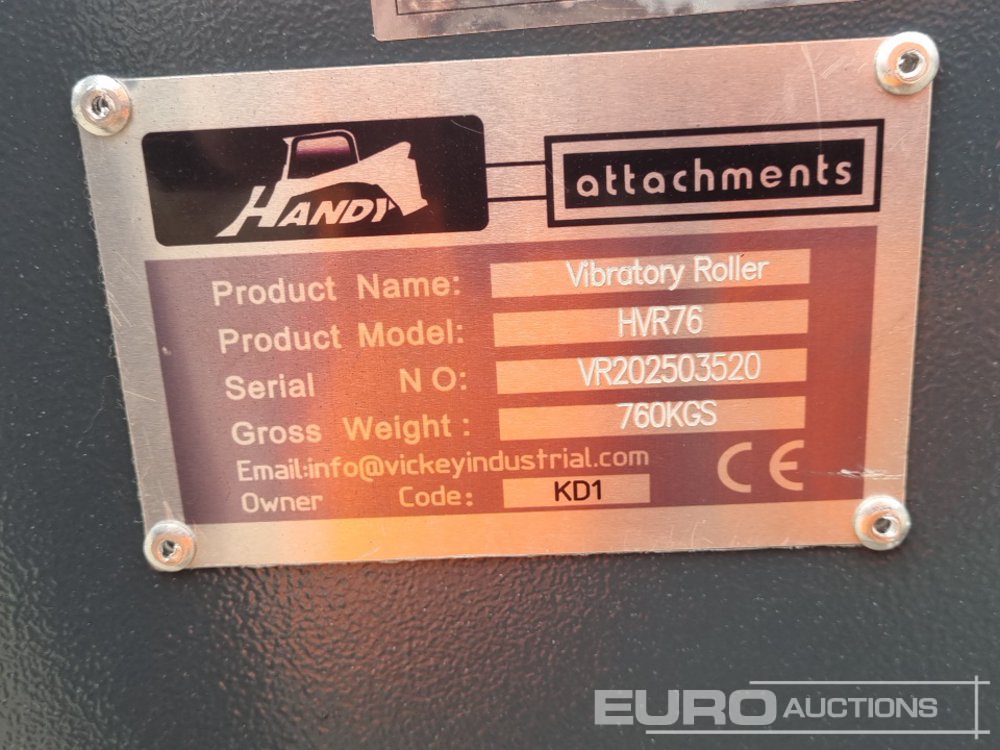 HANDY attachments
Product Name: Vibratory Roller
Product Model: HVR76
Serial NO: VR202503520
Gross Weight: 760KGS
Email:info@vickeyindustrial.com
Owner Code: KD1
CE
EURO AUCTIONS